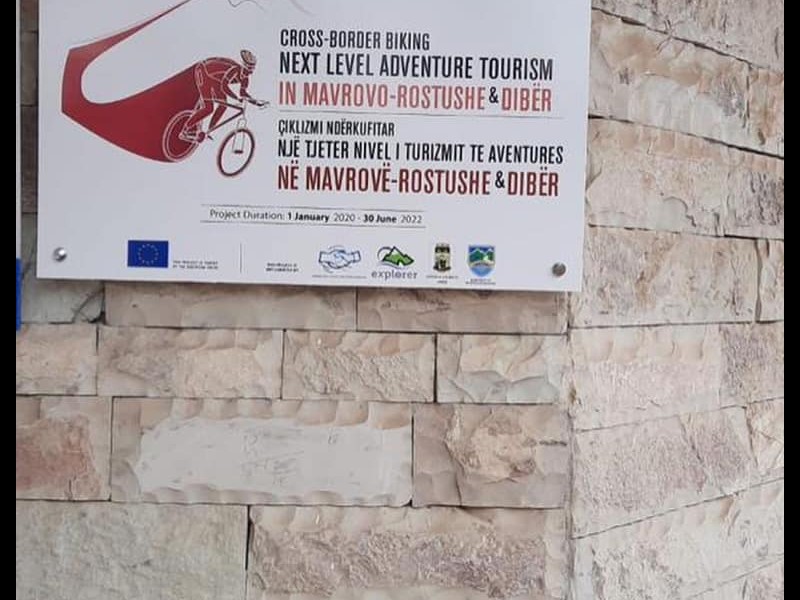 CROSS-BORDER BIKING
NEXT LEVEL ADVENTURE TOURISM
IN MAVROVO-ROSTUSHE & DIBËR
ÇIKLIZMI NDËRKUFITAR
NJË TJETER NIVEL I TURIZMIT TE AVENTURES
NË MAVROVË-ROSTUSHE & DIBËR
Project Duration: 1 January 2020 - 30 June 2022
explorer